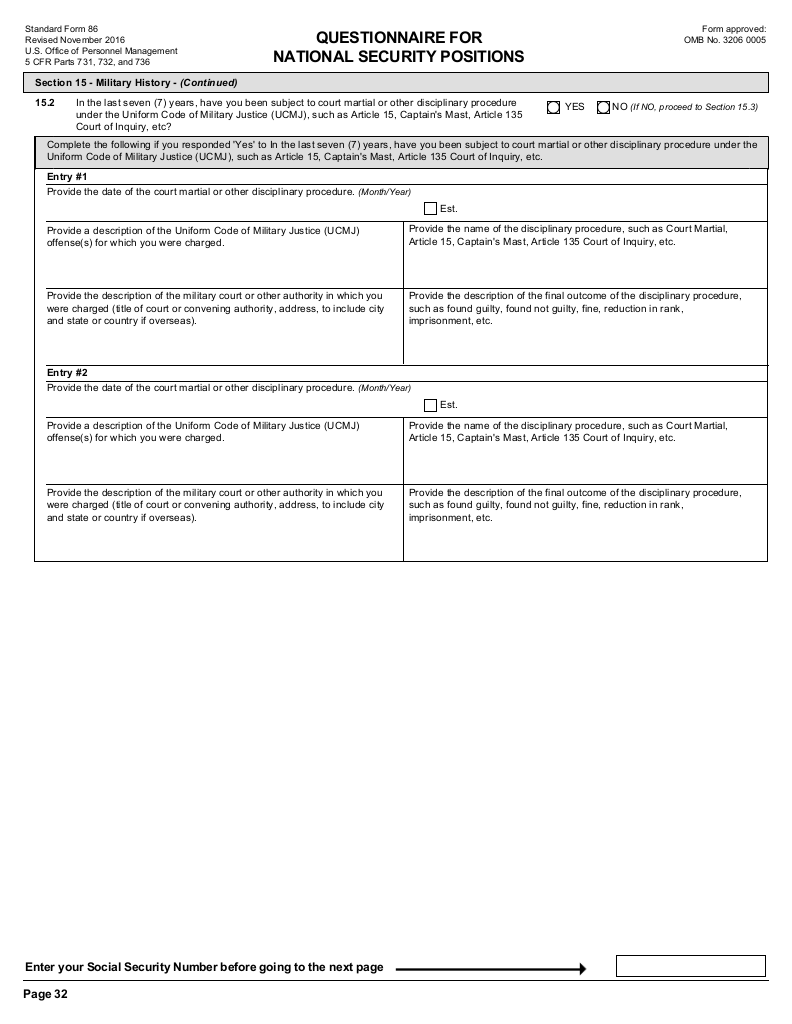 Standard Form 86
Revised November 2016
U.S. Office of Personnel Management
5 CFR Parts 731, 732, and 736
QUESTIONNAIRE FOR
NATIONAL SECURITY POSITIONS
Form approved:
OMB No. 3206 0005
Section 15 - Military History - (Continued)
15.2 In the last seven (7) years, have you been subject to court martial or other disciplinary procedure
under the Uniform Code of Military Justice (UCMJ), such as Article 15, Captain's Mast, Article 135
Court of Inquiry, etc?
YES NO (If NO, proceed to Section 15.3)
Complete the following if you responded 'Yes' to In the last seven (7) years, have you been subject to court martial or other disciplinary procedure under the
Uniform Code of Military Justice (UCMJ), such as Article 15, Captain's Mast, Article 135 Court of Inquiry, etc.
Entry #1
Provide the date of the court martial or other disciplinary procedure. (Month/Year)
Est.
Provide a description of the Uniform Code of Military Justice (UCMJ)
offense(s) for which you were charged.
Provide the name of the disciplinary procedure, such as Court Martial,
Article 15, Captain's Mast, Article 135 Court of Inquiry, etc.
Provide the description of the military court or other authority in which you
were charged (title of court or convening authority, address, to include city
and state or country if overseas).
Provide the description of the final outcome of the disciplinary procedure,
such as found guilty, found not guilty, fine, reduction in rank,
imprisonment, etc.
Entry #2
Provide the date of the court martial or other disciplinary procedure. (Month/Year)
Est.
Provide a description of the Uniform Code of Military Justice (UCMJ)
offense(s) for which you were charged.
Provide the name of the disciplinary procedure, such as Court Martial,
Article 15, Captain's Mast, Article 135 Court of Inquiry, etc.
Provide the description of the military court or other authority in which you
were charged (title of court or convening authority, address, to include city
and state or country if overseas).
Provide the description of the final outcome of the disciplinary procedure,
such as found guilty, found not guilty, fine, reduction in rank,
imprisonment, etc.
Enter your Social Security Number before going to the next page
Page 32